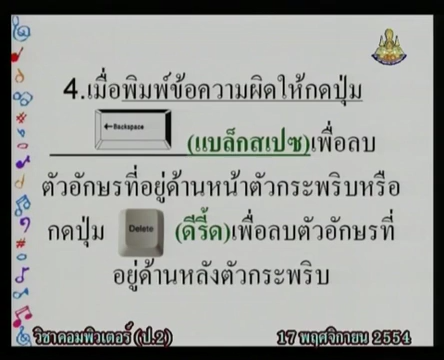 4.เมื่อพิมพ์ข้อความผิดให้กดปุ่ม
←Backspace (แบล็กสเปซ)เพื่อลบ
ตัวอักษรที่อยู่ด้านหน้าตัวกระพริบหรือ
กดปุ่ม Delete (ดีรี้ด)เพื่อลบตัวอักษรที่
อยู่ด้านหลังตัวกระพริบ
วิชาคอมพิวเตอร์ (ป.2) 17 พฤศจิกายน 2554